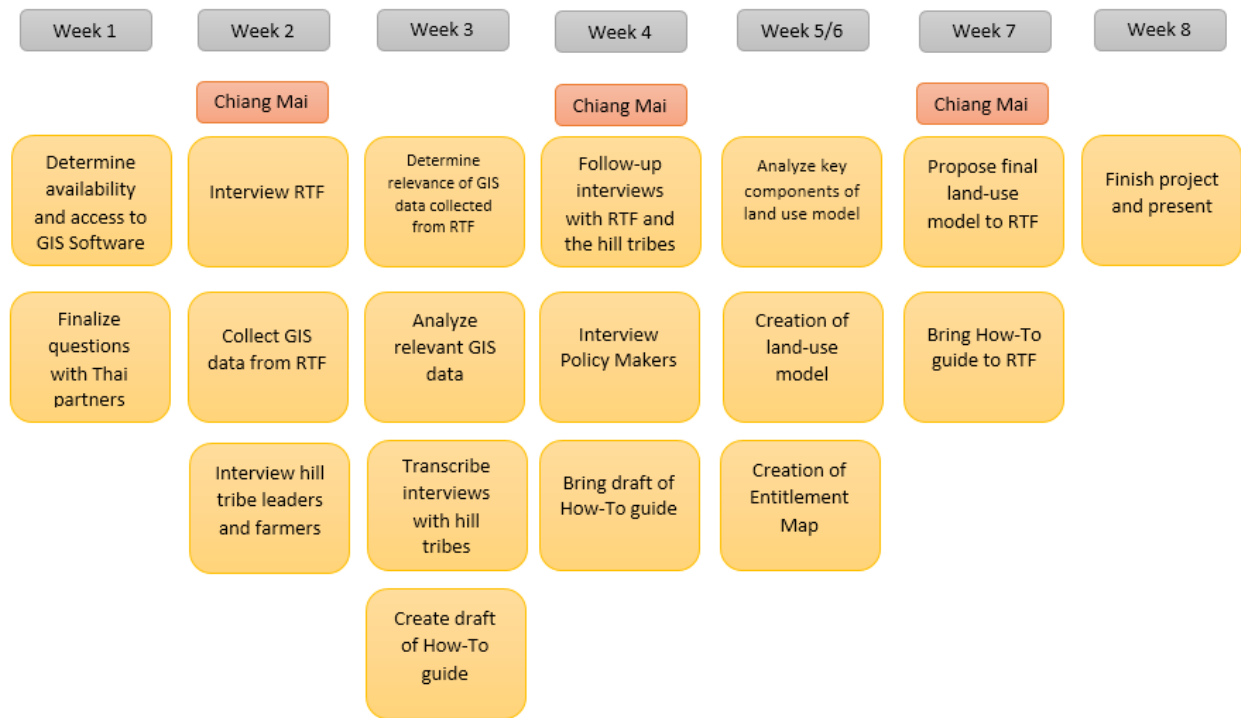 Week 1
Week 2
Week 3
Week 4
Week 5/6
Week 7
Week 8
Chiang Mai
Chiang Mai
Chiang Mai
Determine
availability
and access to
GIS Software
Interview RTF
Determine
relevance of GIS
data collected
from RTF
Follow-up
interviews
with RTF and
the hill tribes
Analyze key
components of
land use model
Propose final
land-use
model to RTF
Finish project
and present
Finalize
questions
with Thai
partners
Collect GIS
data from RTF
Analyze
relevant GIS
data
Interview
Policy Makers
Creation of
land-use
model
Bring How-To
guide to RTF
Interview hill
tribe leaders
and farmers
Transcribe
interviews
with hill
tribes
Bring draft of
How-To guide
Creation of
Entitlement
Map
Create draft
of How-To
guide